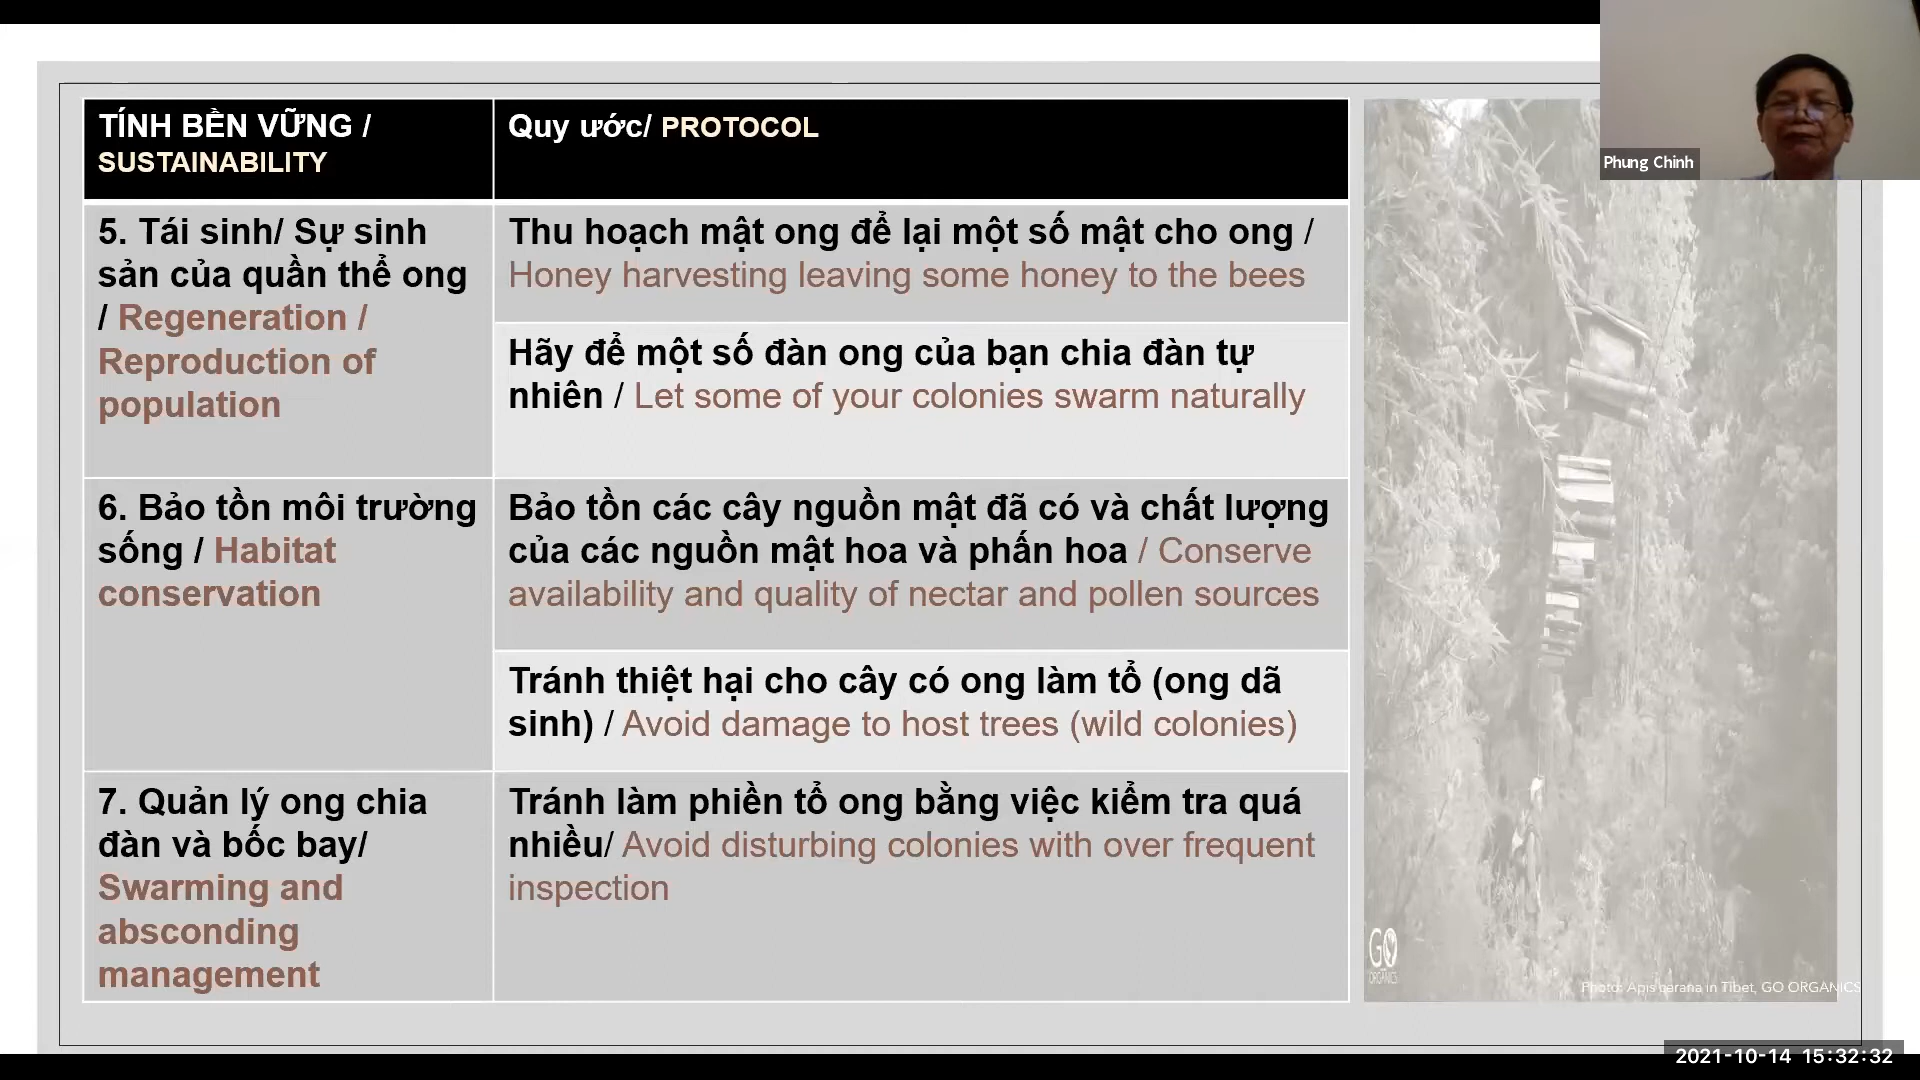 TÍNH BỀN VỮNG /
SUSTAINABILITY
Quy ước/ PROTOCOL
5. Tái sinh/ Sự sinh
sản của quần thể ong
/ Regeneration /
Reproduction of
population
Thu hoạch mật ong để lại một số mật cho ong /
Honey harvesting leaving some honey to the bees
Hãy để một số đàn ong của bạn chia đàn tự
nhiên / Let some of your colonies swarm naturally
6. Bảo tồn môi trường
sống / Habitat
conservation
Bảo tồn các cây nguồn mật đã có và chất lượng
của các nguồn mật hoa và phấn hoa / Conserve
availability and quality of nectar and pollen sources
Tránh thiệt hại cho cây có ong làm tổ (ong dã
sinh) / Avoid damage to host trees (wild colonies)
7. Quản lý ong chia
đàn và bốc bay/
Swarming and
absconding
management
Tránh làm phiền tổ ong bằng việc kiểm tra quá
nhiều/ Avoid disturbing colonies with over frequent
inspection
Phung Chinh
GO
ORGANICS
Photo: Apis cerana in Tibet, GO ORGANICS
2021-10-14 15:32:32